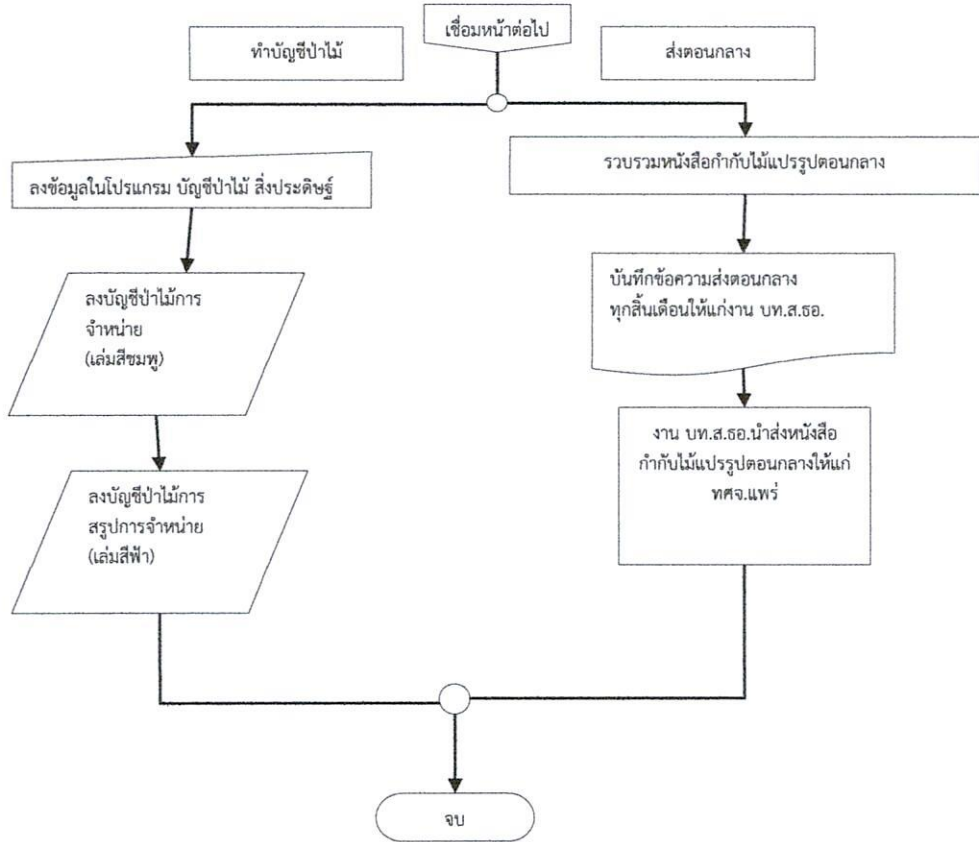 เชื่อมหน้าต่อไป
ทำบัญชีป่าไม้
ส่งตอนกลาง
ลงข้อมูลในโปรแกรม บัญชีป่าไม้ สิ่งประดิษฐ์
รวบรวมหนังสือกำกับไม้แปรรูปตอนกลาง
ลงบัญชีป่าไม้การ
จำหน่าย
(เล่มสีชมพู)
บันทึกข้อความส่งตอนกลาง
ทุกสิ้นเดือนให้แก่งาน บท.ส.ธอ.
ลงบัญชีป่าไม้การ
สรุปการจำหน่าย
(เล่มสีฟ้า)
งาน บท.ส.ธอ.นำส่งหนังสือ
กำกับไม้แปรรูปตอนกลางให้แก่
ทศจ.แพร่
จบ